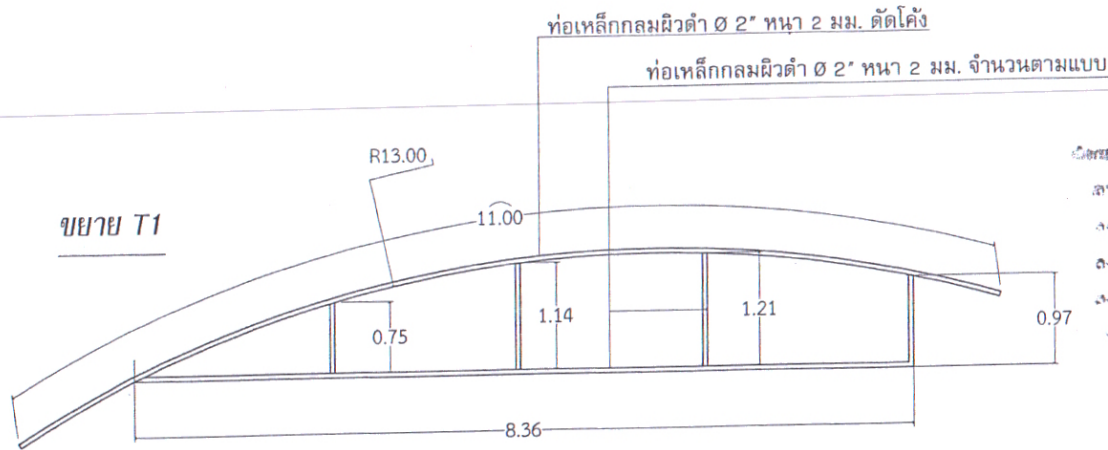 ท่อเหล็กกลมผิวดำ Ø 2" หนา 2 มม. ดัดโค้ง
ท่อเหล็กกลมผิวดำ Ø 2" หนา 2 มม. จำนวนตามแบบ
R13.00
ขยาย T1
11.00
0.75
1.14
1.21
0.97
8.36